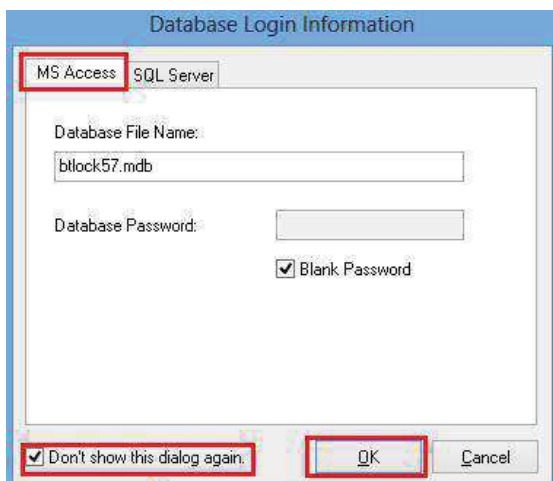 Database Login Information
MS Access SQL Server
Database File Name:
btlock57.mdb
Database Password:
Blank Password
Don't show this dialog again.
OK Cancel